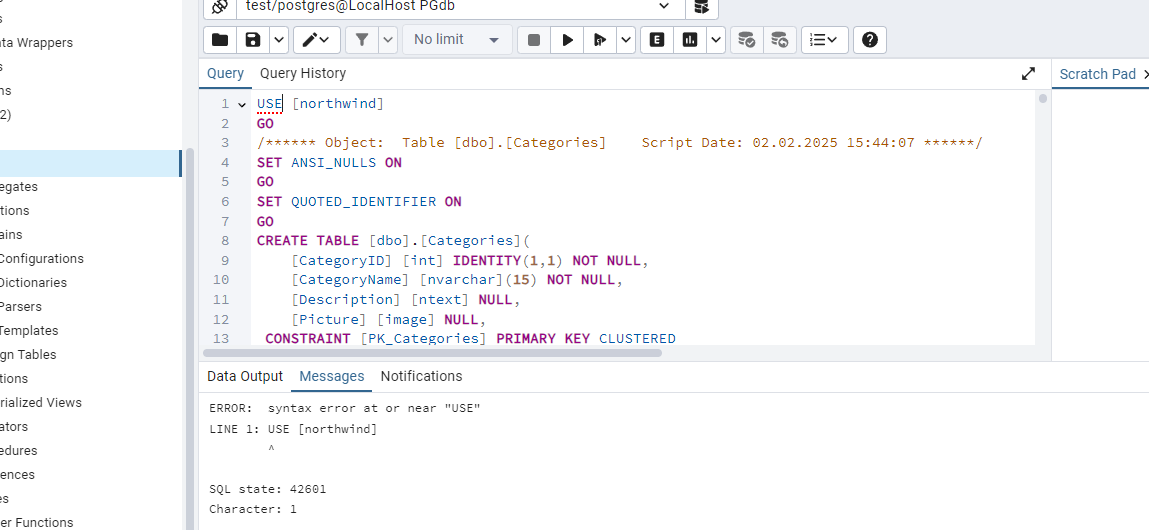 test/postgres@LocalHost PGdb
ata Wrappers
ns
2)
egates
tions
ains
Configurations
Dictionaries
Parsers
Templates
gn Tables
tions
rialized Views
ators
edures
ences
es
er Functions
No limit
E
Query
Query History
Scratch Pad
1 USE [northwind]
2 GO
3 /****** Object:  Table [dbo].[Categories]    Script Date: 02.02.2025 15:44:07 ******/
4 SET ANSI_NULLS ON
5 GO
6 SET QUOTED_IDENTIFIER ON
7 GO
8 CREATE TABLE [dbo].[Categories](
9     [CategoryID] [int] IDENTITY(1,1) NOT NULL,
10     [CategoryName] [nvarchar](15) NOT NULL,
11     [Description] [ntext] NULL,
12     [Picture] [image] NULL,
13  CONSTRAINT [PK_Categories] PRIMARY KEY CLUSTERED
Data Output
Messages
Notifications
ERROR:  syntax error at or near "USE"
LINE 1: USE [northwind]
^
SQL state: 42601
Character: 1